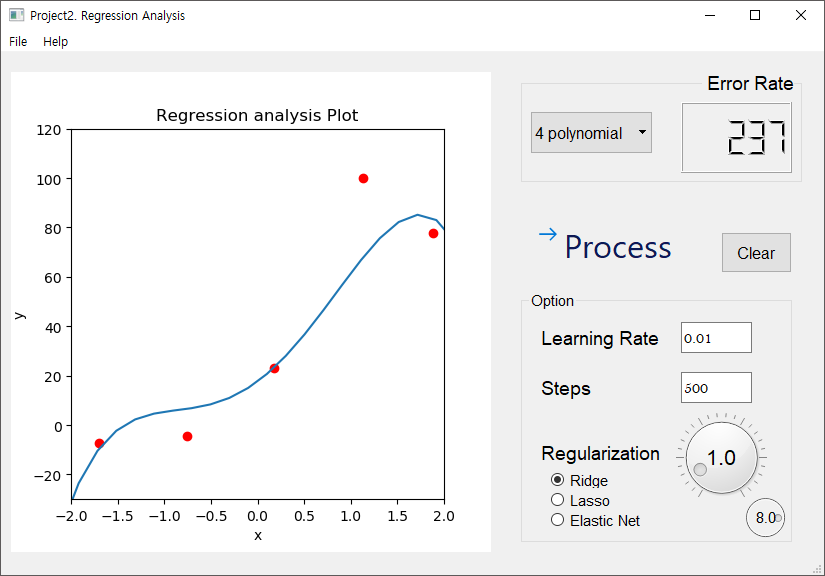 Project2. Regression Analysis
File Help
Regression analysis Plot
120
100
80
60
40
20
0
−20
y
−2.0 −1.5 −1.0 −0.5 0.0 0.5 1.0 1.5 2.0
x
Error Rate
4 polynomial
237
Process
Clear
Option
Learning Rate 0.01
Steps 500
Regularization
1.0
Ridge
Lasso
Elastic Net
8.0